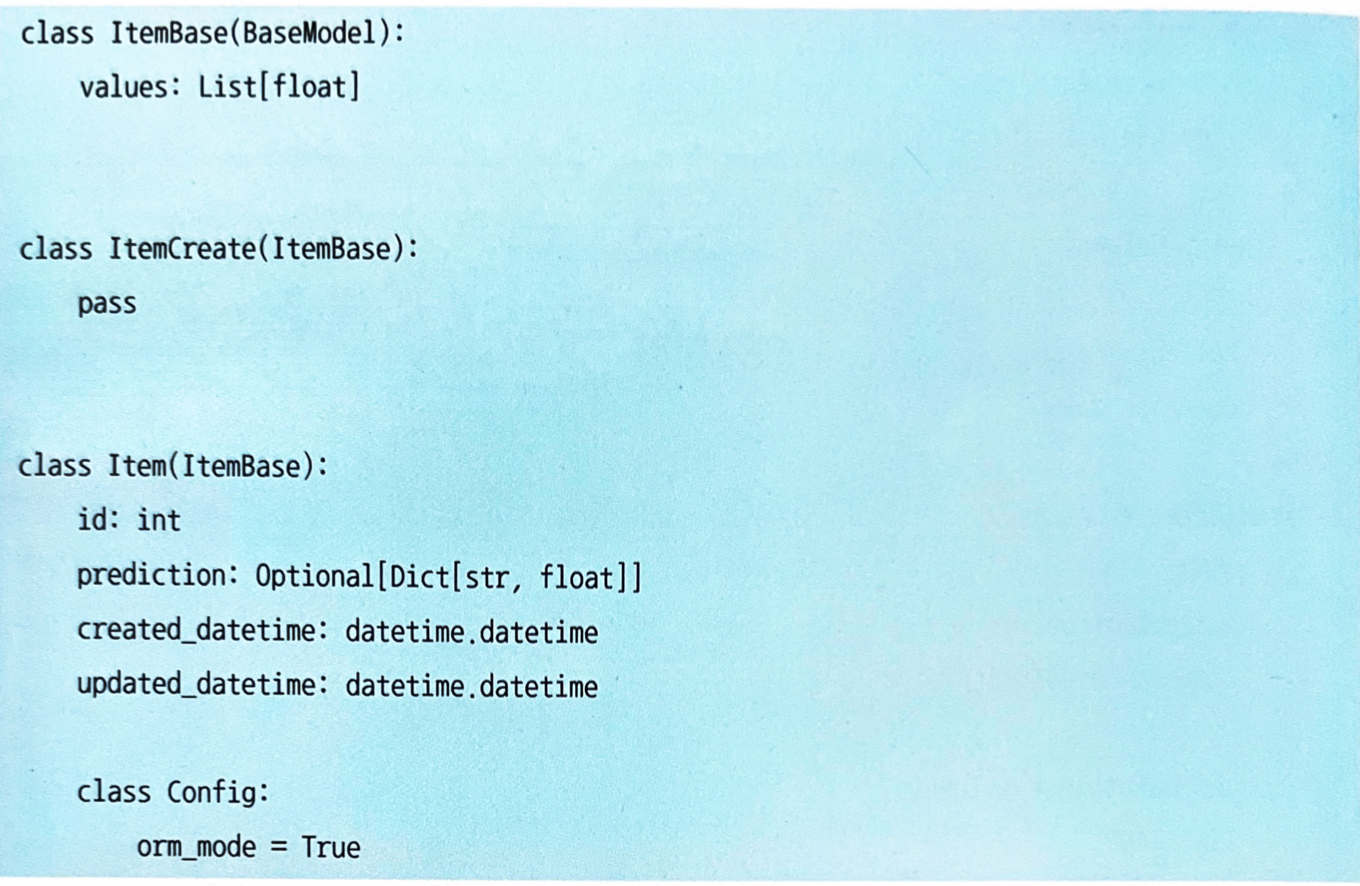 class ItemBase(BaseModel):
    values: List[float]
class ItemCreate(ItemBase):
    pass
class Item(ItemBase):
    id: int
    prediction: Optional[Dict[str, float]]
    created_datetime: datetime.datetime
    updated_datetime: datetime.datetime
    class Config:
        orm_mode = True